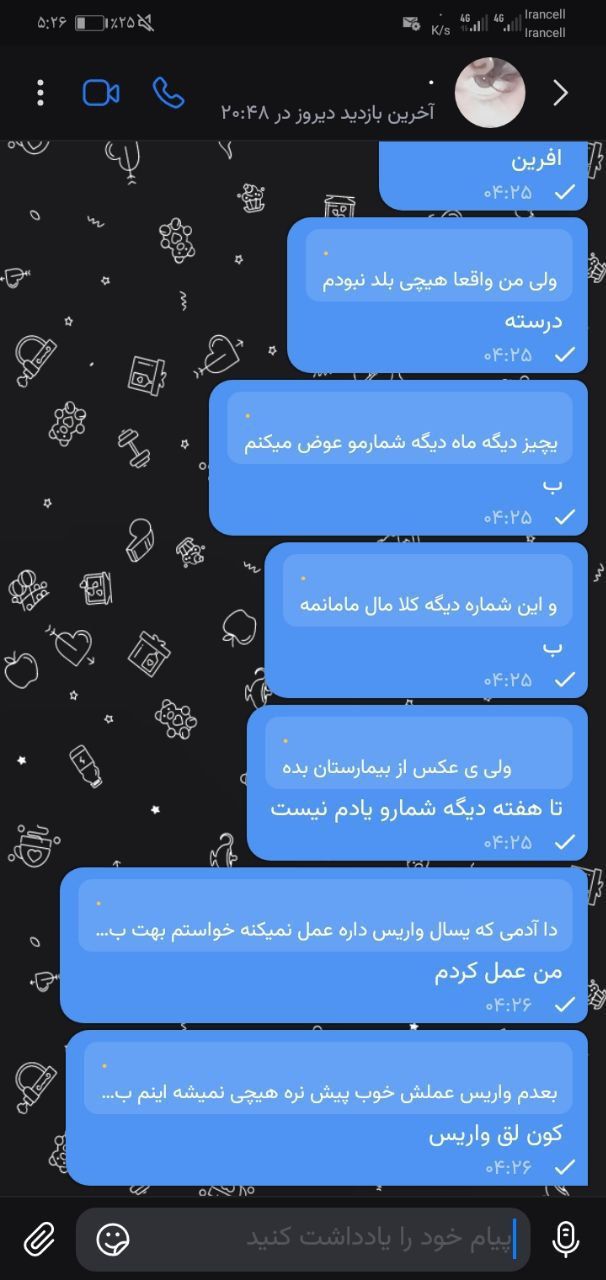 ۵:۲۶
٪۲۵
K/s
4G
4G
Irancell
Irancell
.
آخرین بازدید دیروز در ۲۰:۴۸
افرین
۰۴:۲۵
.
ولی من واقعا هیچی بلد نبودم
درسته
۰۴:۲۵
.
یچیز دیگه ماه دیگه شمارمو عوض میکنم
ب
۰۴:۲۵
.
و این شماره دیگه کلا مال مامانمه
ب
۰۴:۲۵
.
ولی ی عکس از بیمارستان بده
تا هفته دیگه شمارو یادم نیست
۰۴:۲۵
.
دا آدمی که یسال واریس داره عمل نمیکنه خواستم بهت ب...
من عمل کردم
۰۴:۲۶
.
بعدم واریس عملش خوب پیش نره هیچی نمیشه اینم ب...
کون لق واریس
۰۴:۲۶
پیام خود را یادداشت کنید